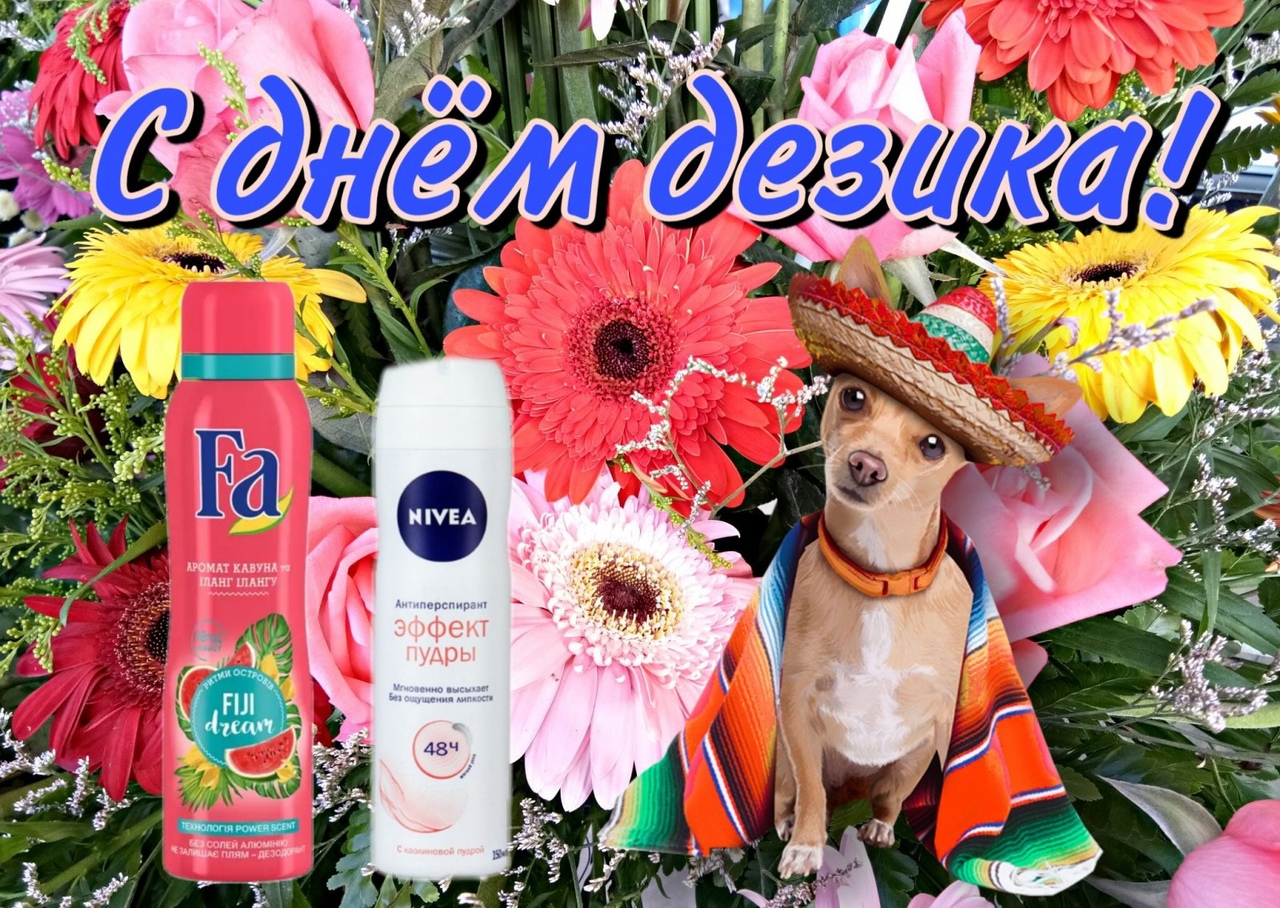 С днём дезика!
Fa
АРОМАТ КАВУНА ТА
ІЛАНГ ІЛАНГУ
РИТМИ ОСТРОВІВ
FIJI
dream
ТЕХНОЛОГІЯ POWER SCENT
БЕЗ СОЛЕЙ АЛЮМІНІЮ
НЕ ЗАЛИШАЄ ПЛЯМ – ДЕЗОДОРАНТ
NIVEA
Антиперспирант
эффект
пудры
Мгновенно высыхает
Без ощущения липкости
48ч
С каолиновой пудрой